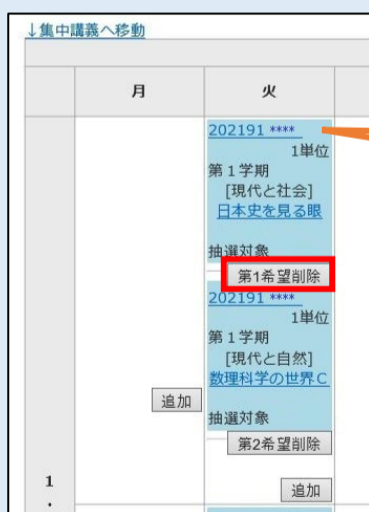 ↓集中講義へ移動
月
火
202191 ****
1単位
第1学期
[現代と社会]
日本史を見る眼
抽選対象
第1希望削除
202191 ****
1単位
第1学期
[現代と自然]
数理科学の世界C
抽選対象
第2希望削除
追加
追加
1
・